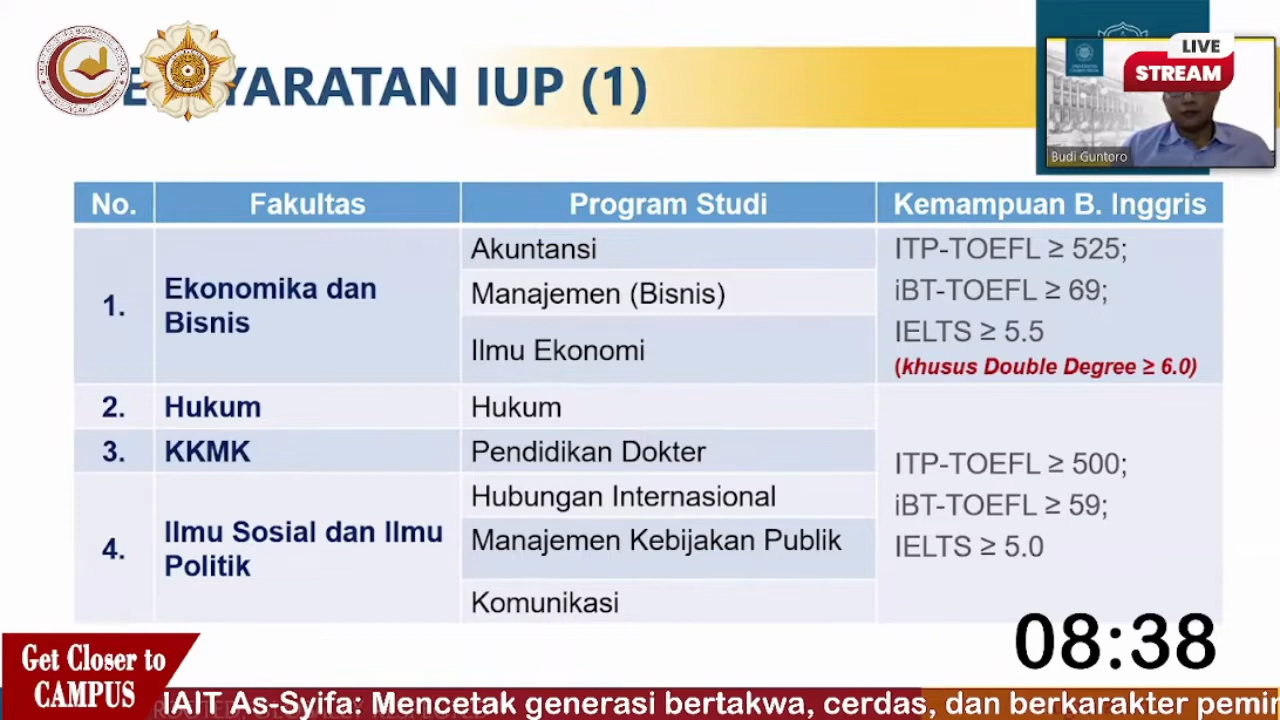 YARATAN IUP (1)
LIVE
STREAM
Budi Guntoro
No.
Fakultas
Program Studi
Kemampuan B. Inggris
1.
Ekonomika dan
Bisnis
Akuntansi
Manajemen (Bisnis)
Ilmu Ekonomi
ITP-TOEFL ≥ 525;
iBT-TOEFL ≥ 69;
IELTS ≥ 5.5
(khusus Double Degree ≥ 6.0)
2.
Hukum
Hukum
3.
KKMK
Pendidikan Dokter
4.
Ilmu Sosial dan Ilmu
Politik
Hubungan Internasional
Manajemen Kebijakan Publik
Komunikasi
ITP-TOEFL ≥ 500;
iBT-TOEFL ≥ 59;
IELTS ≥ 5.0
08:38
Get Closer to
CAMPUS
IAIT As-Syifa: Mencetak generasi bertakwa, cerdas, dan berkarakter pemi